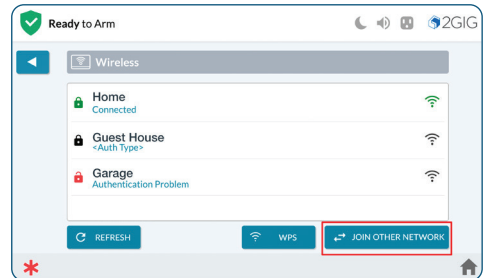 Ready to Arm
2GIG
Wireless
Home
Connected
Guest House
<Auth Type>
Garage
Authentication Problem
REFRESH
WPS
JOIN OTHER NETWORK